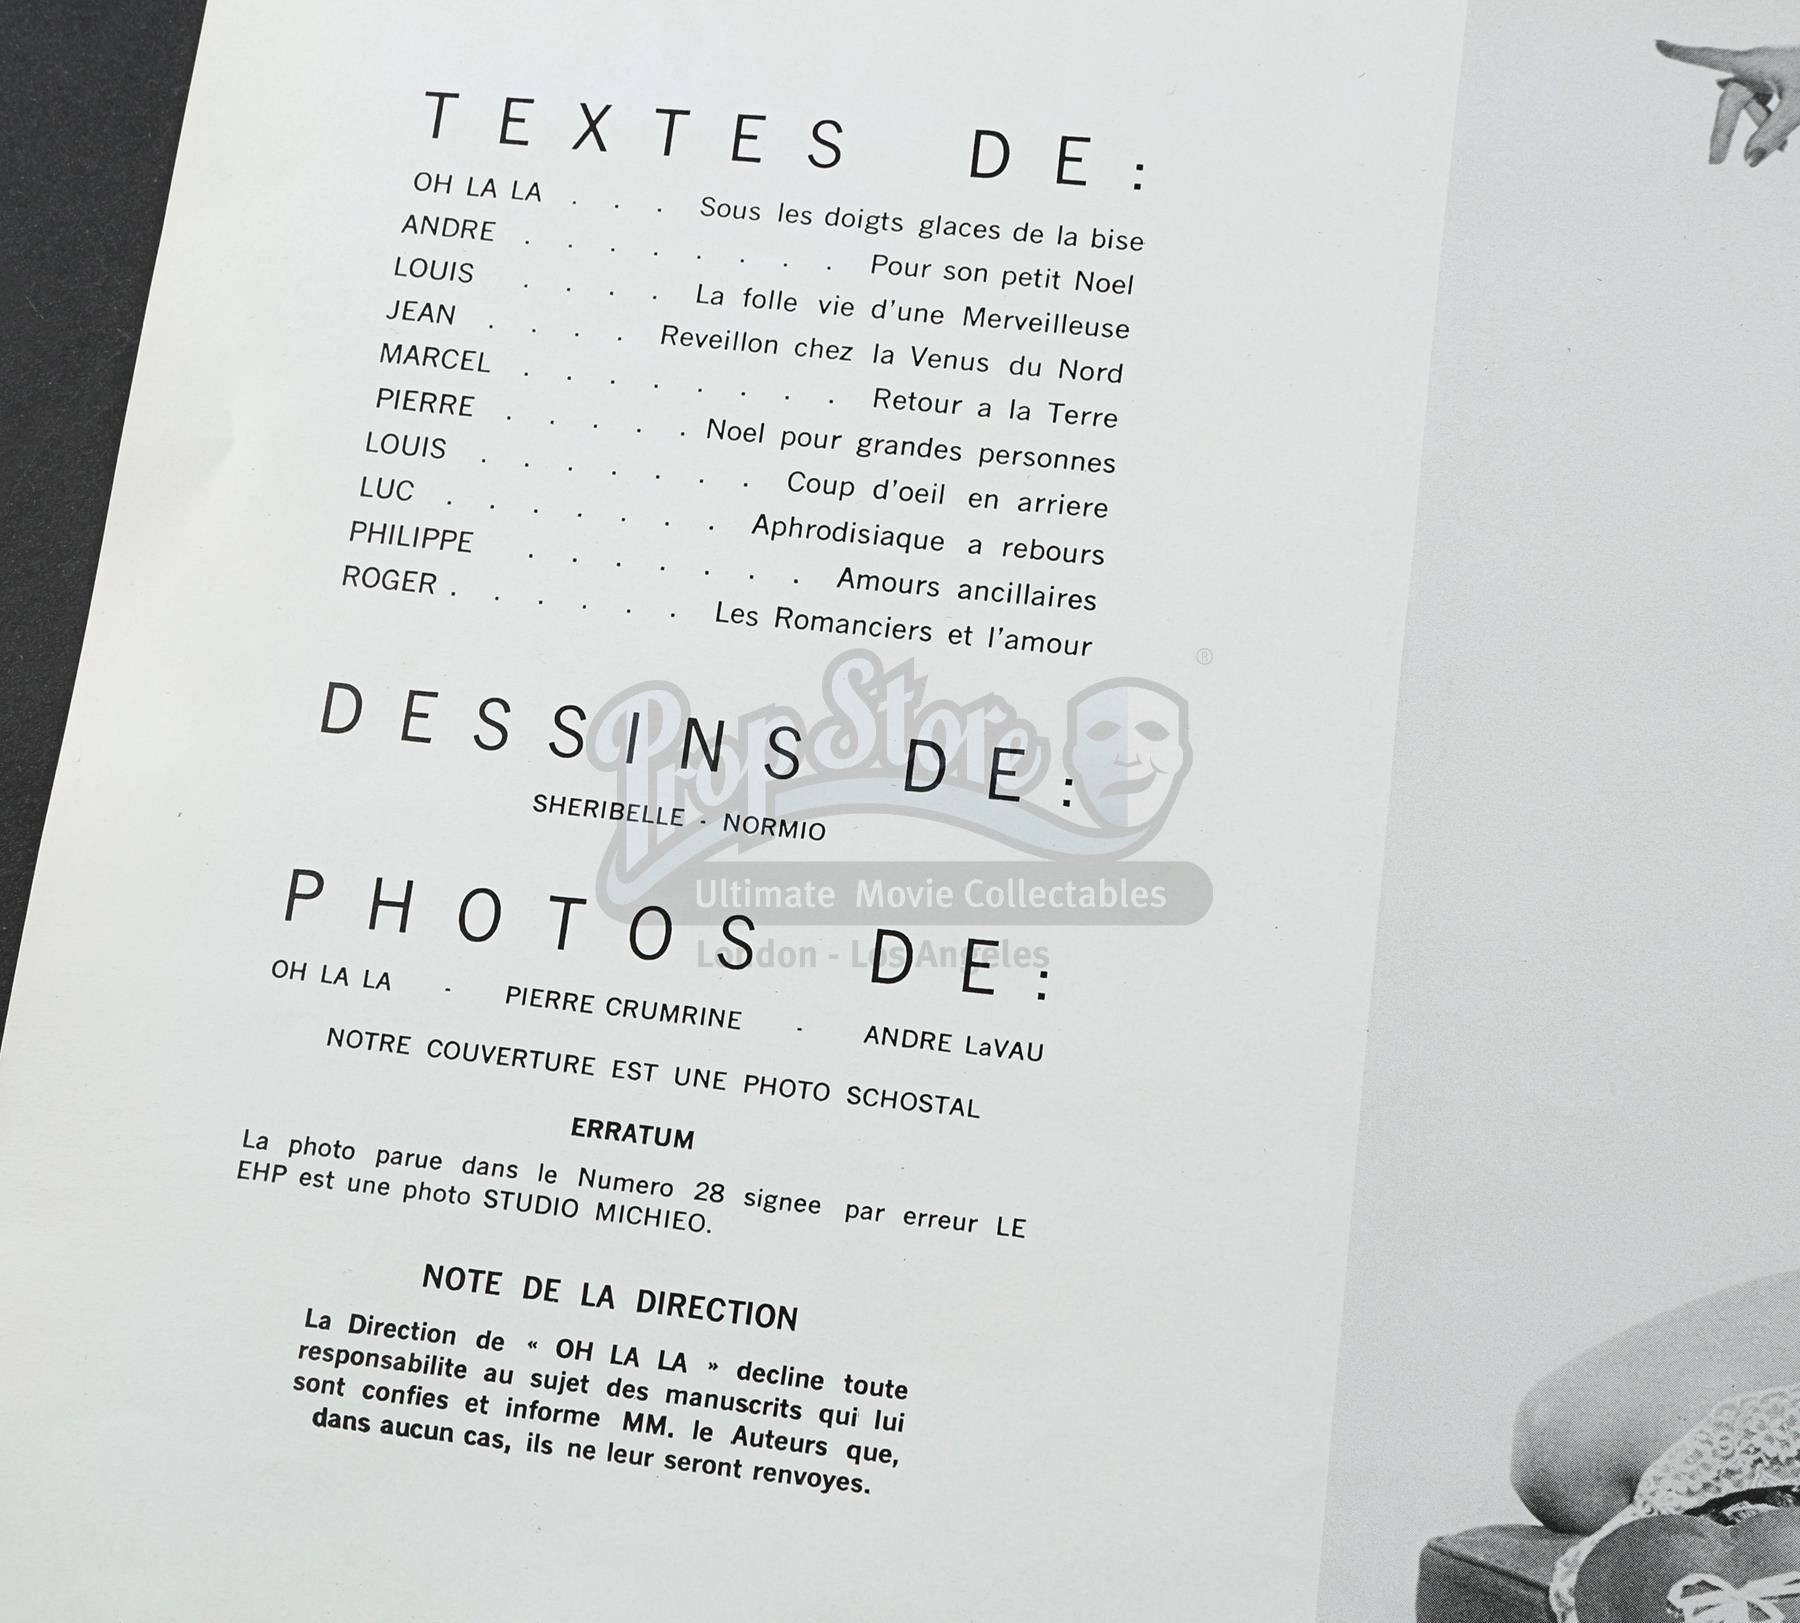 TEXTES DE:
OH LA LA . . . Sous les doigts glaces de la bise
ANDRE . . . . . . . . Pour son petit Noel
LOUIS . . . . La folle vie d'une Merveilleuse
JEAN . . . . Reveillon chez la Venus du Nord
MARCEL . . . . . . . . Retour a la Terre
PIERRE . . . . . Noel pour grandes personnes
LOUIS . . . . . . . Coup d'oeil en arriere
LUC . . . . . . . Aphrodisiaque a rebours
PHILIPPE . . . . . . . Amours ancillaires
ROGER . . . . . . Les Romanciers et l'amour
®
Prop Store
DESSINS DE:
SHERIBELLE - NORMIO
Ultimate Movie Collectables
PHOTOS DE:
London - Los Angeles
OH LA LA - PIERRE CRUMRINE - ANDRE LaVAU
NOTRE COUVERTURE EST UNE PHOTO SCHOSTAL
ERRATUM
La photo parue dans le Numero 28 signee par erreur LE
EHP est une photo STUDIO MICHIEO.
NOTE DE LA DIRECTION
La Direction de « OH LA LA » decline toute
responsabilite au sujet des manuscrits qui lui
sont confies et informe MM. le Auteurs que,
dans aucun cas, ils ne leur seront renvoyes.